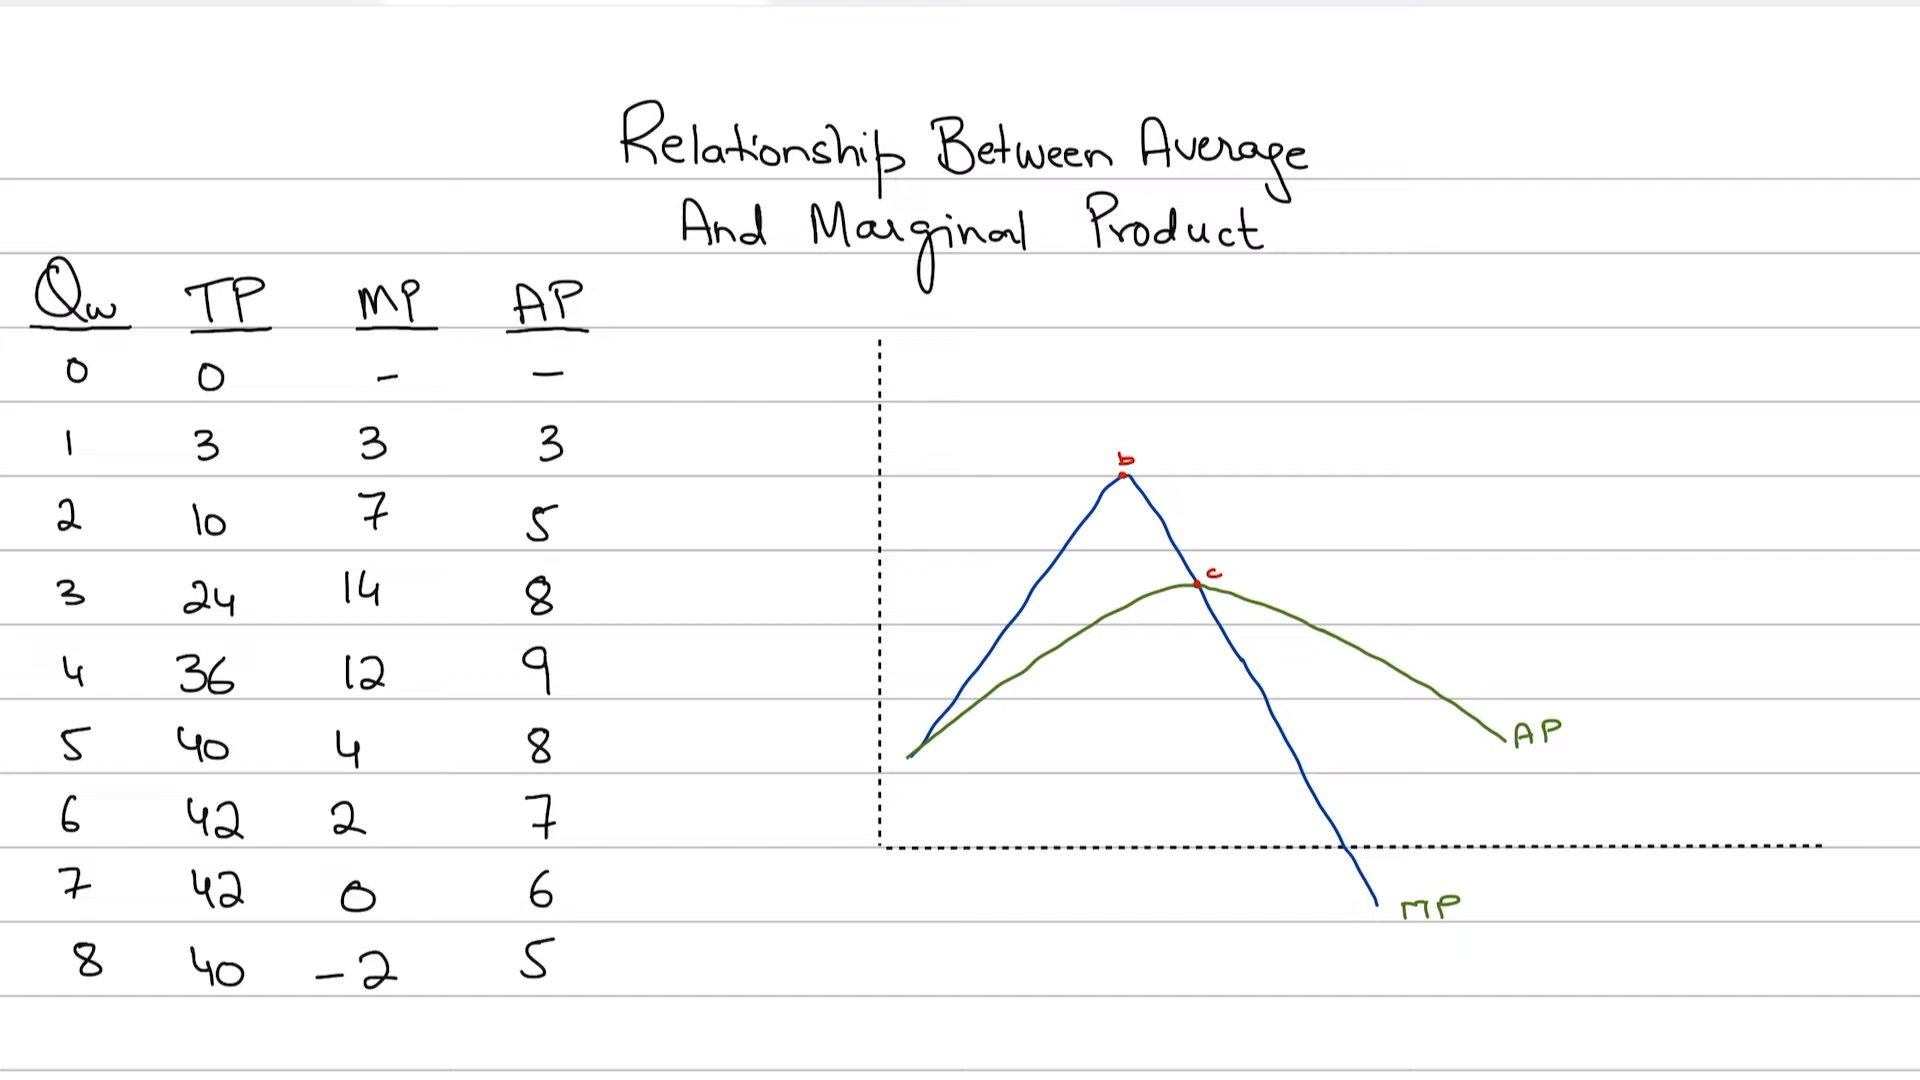 Relationship Between Average
And Marginal Product
Qw TP MP AP
0 0 - -
1 3 3 3
2 10 7 5
3 24 14 8
4 36 12 9
5 40 4 8
6 42 2 7
7 42 0 6
8 40 -2 5
b
c
AP
MP